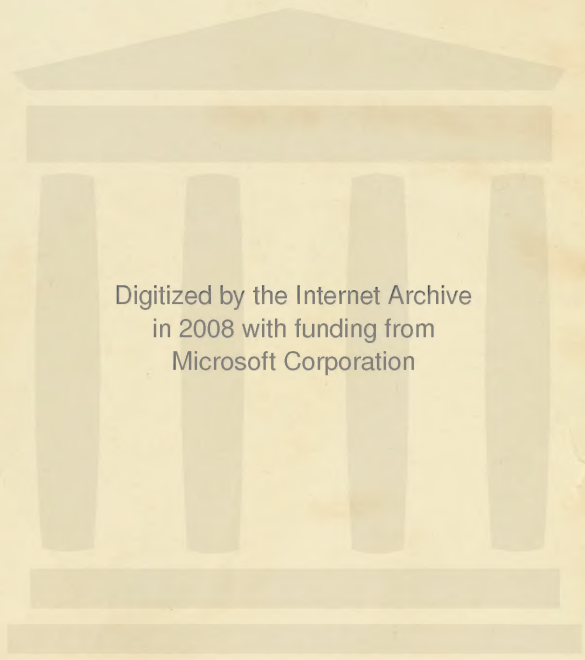 Digitized by the Internet Archive
in 2008 with funding from
Microsoft Corporation